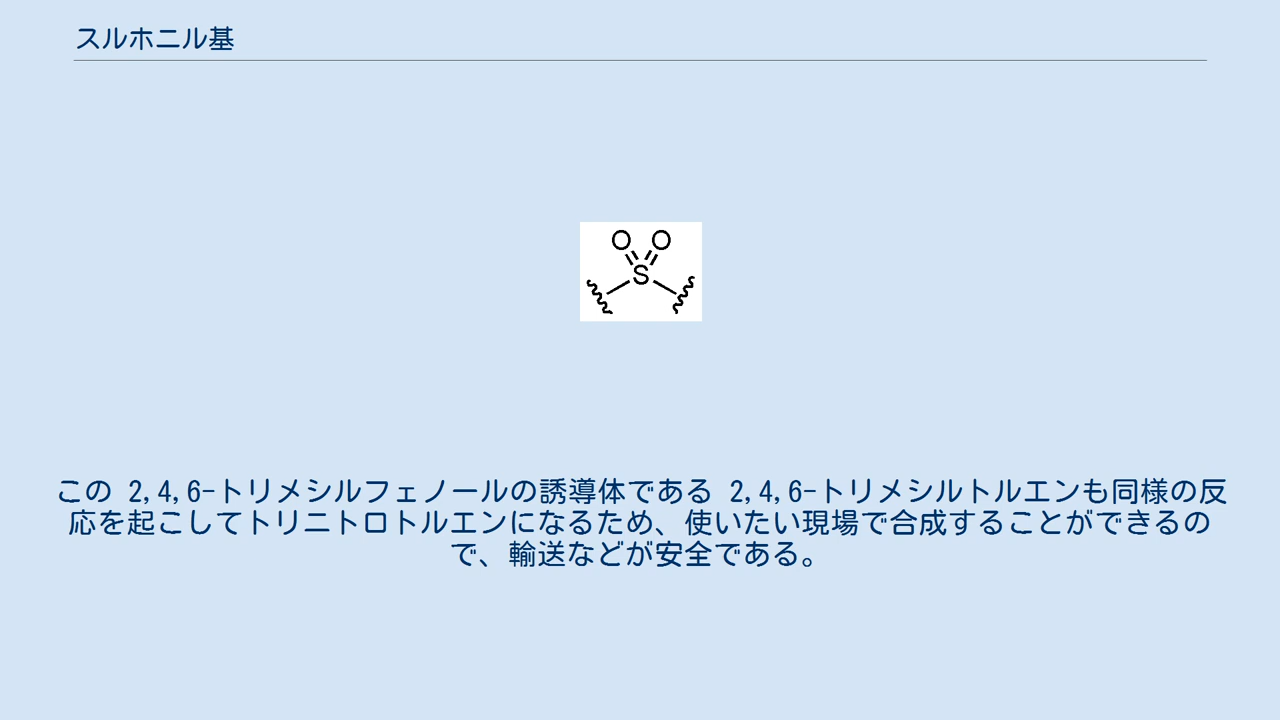 スルホニル基
O O
S
この 2,4,6-トリメシルフェノールの誘導体である 2,4,6-トリメシルトルエンも同様の反
応を起こしてトリニトロトルエンになるため、使いたい現場で合成することができるの
で、輸送などが安全である。